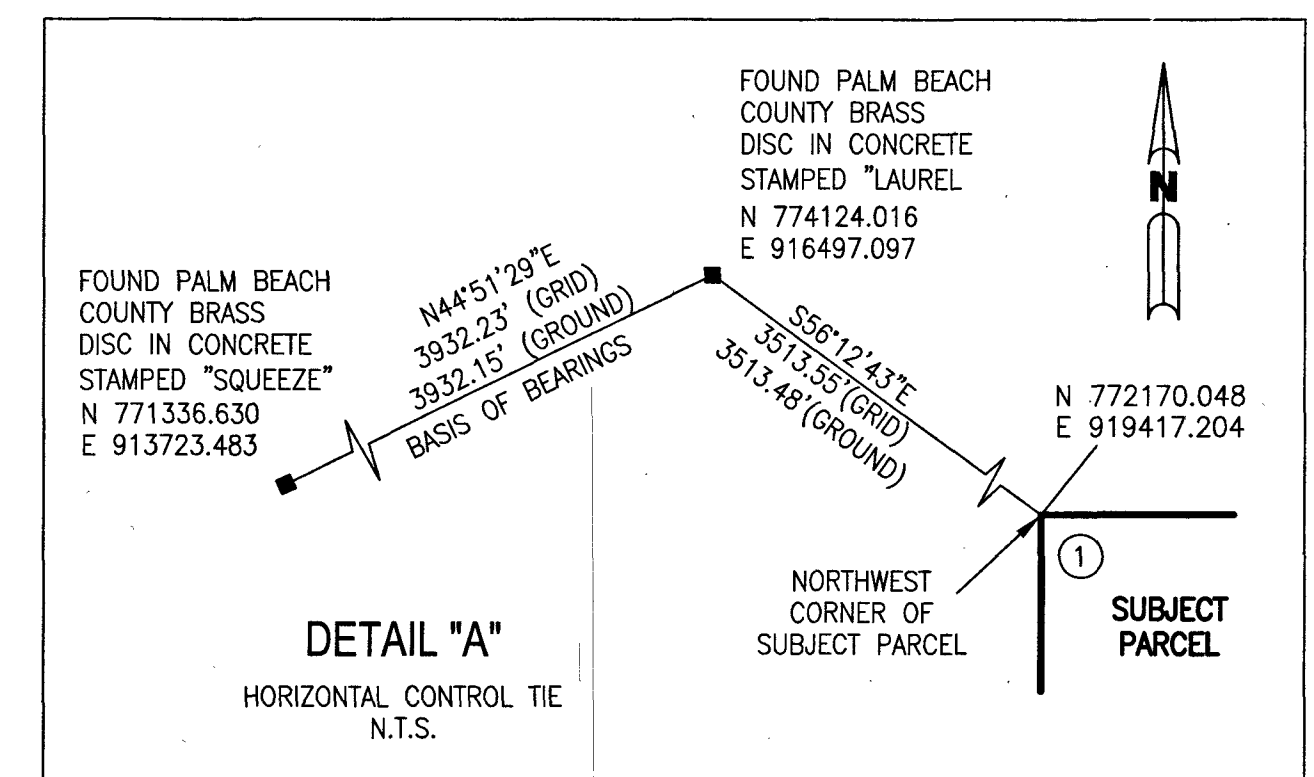 FOUND PALM BEACH
COUNTY BRASS
DISC IN CONCRETE
STAMPED "LAUREL
N 774124.016
E 916497.097
N
FOUND PALM BEACH
COUNTY BRASS
DISC IN CONCRETE
STAMPED "SQUEEZE"
N 771336.630
E 913723.483
N44°51'29"E
3932.23' (GRID)
3932.15' (GROUND)
BASIS OF BEARINGS
S56°12'43"E
3513.55'(GRID)
3513.48'(GROUND)
N 772170.048
E 919417.204
1
NORTHWEST
CORNER OF
SUBJECT PARCEL
SUBJECT
PARCEL
DETAIL "A"
HORIZONTAL CONTROL TIE
N.T.S.